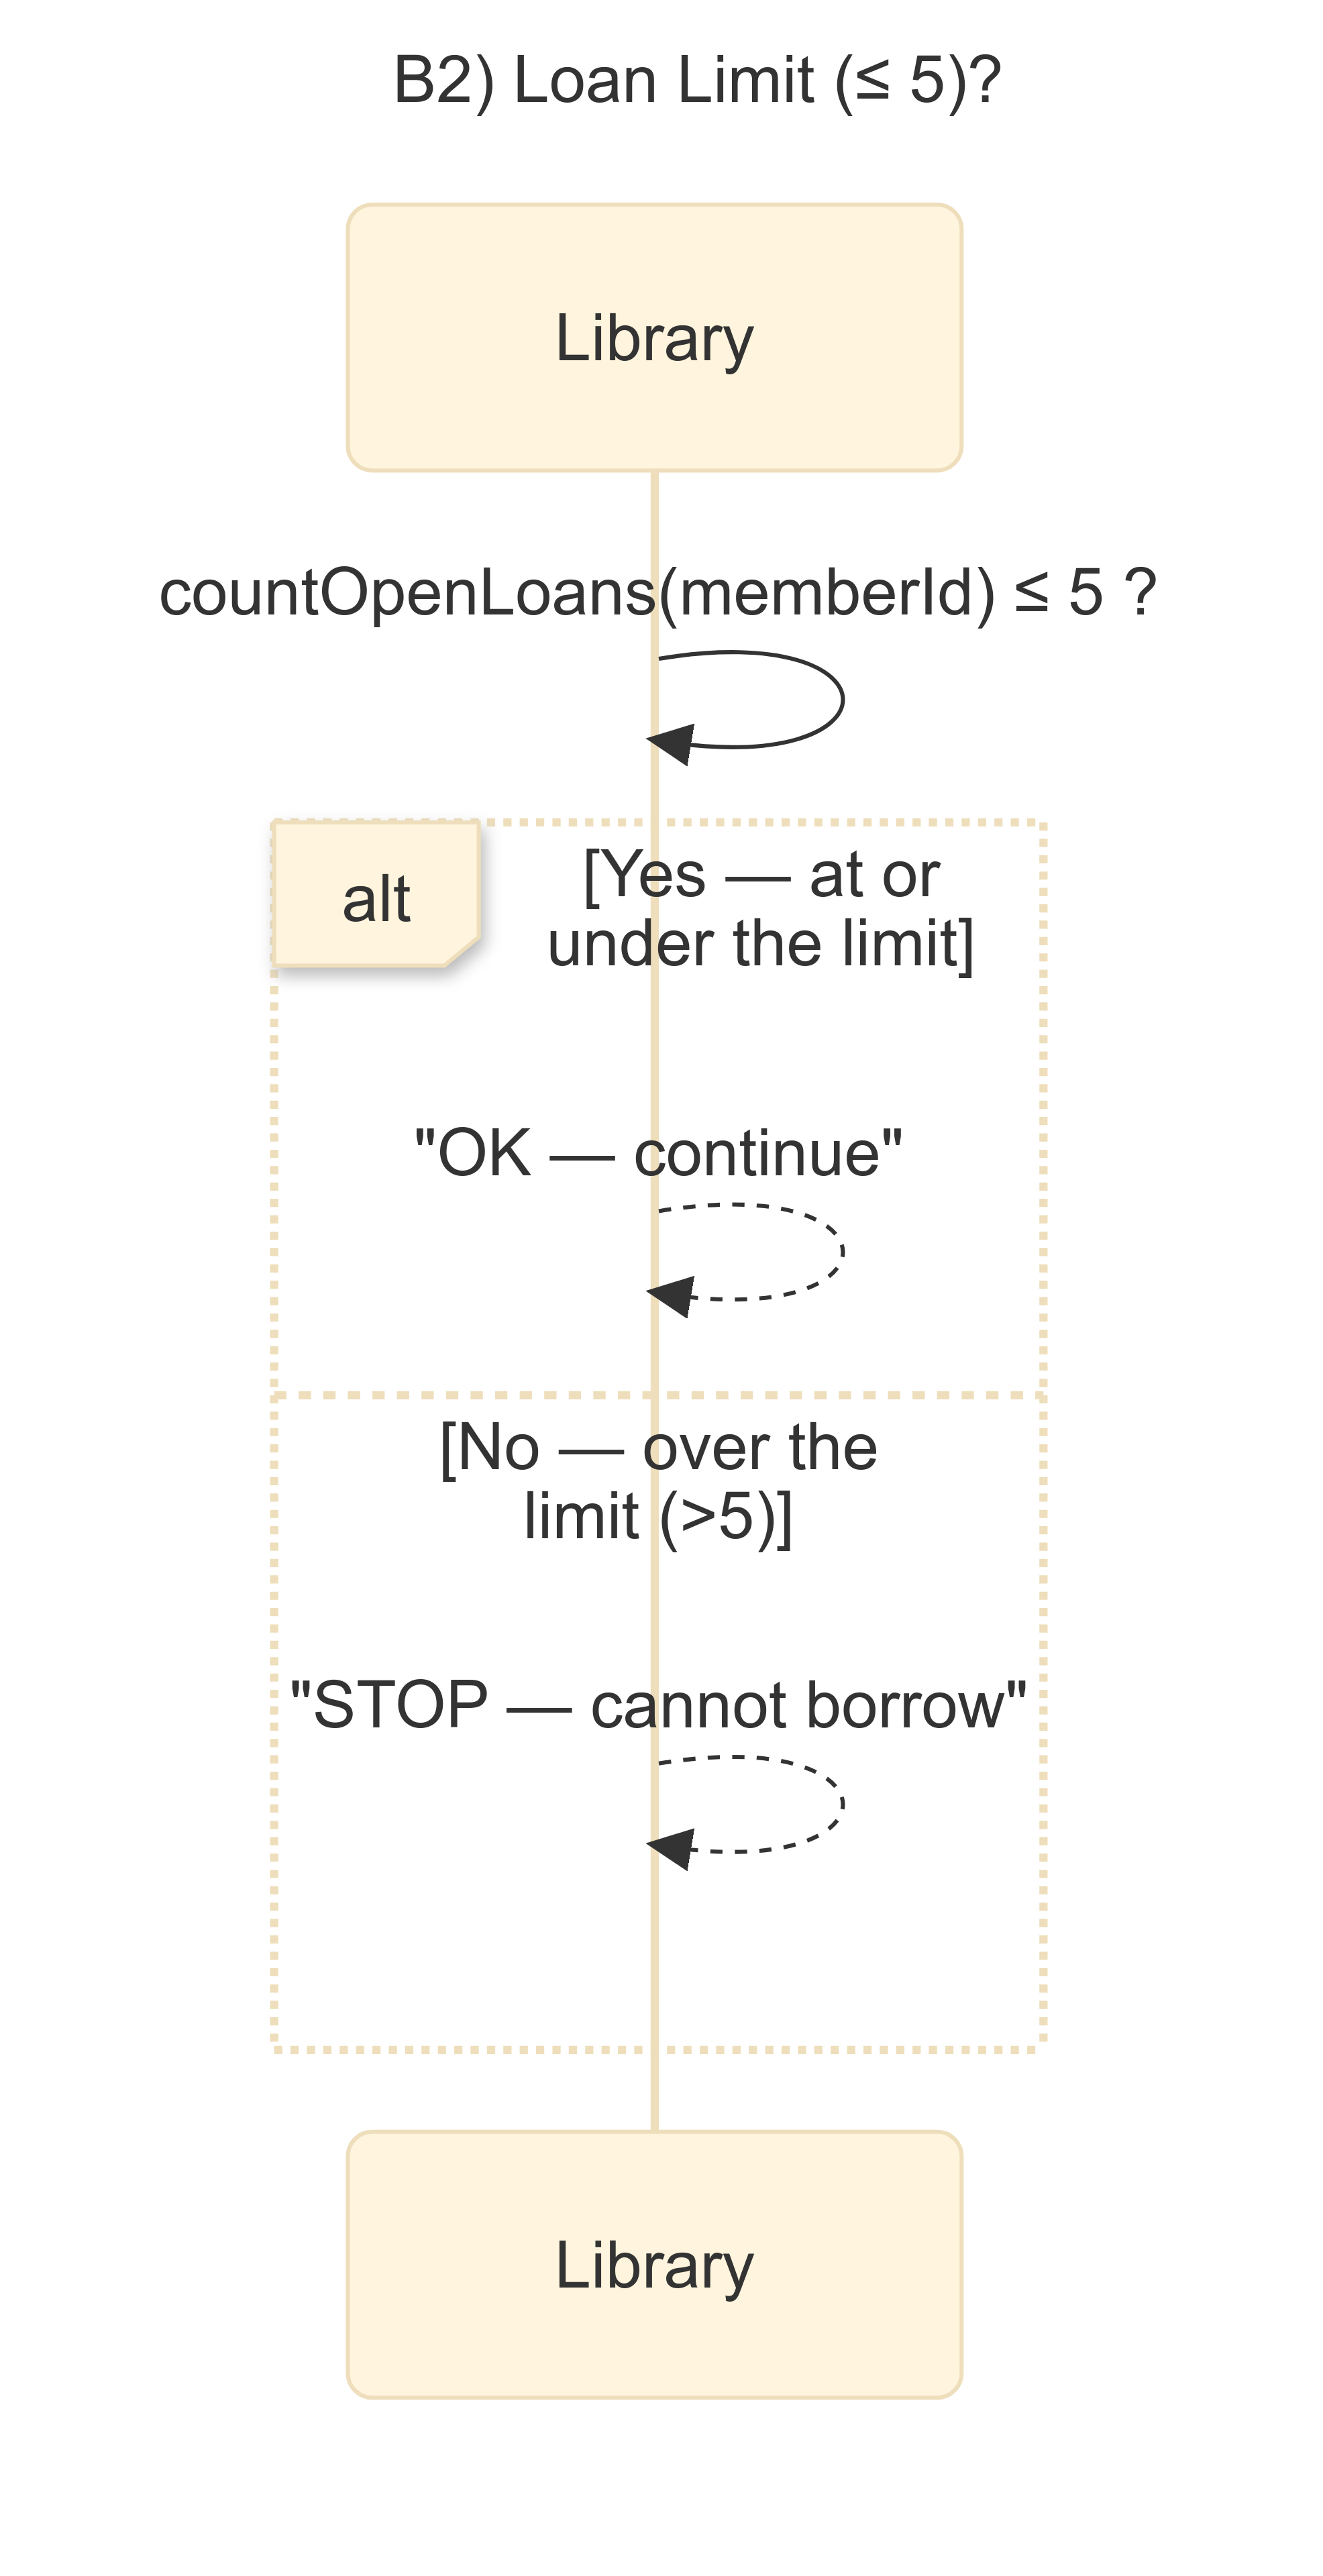 B2) Loan Limit (≤ 5)?
Library
countOpenLoans(memberId) ≤ 5 ?
alt
[Yes — at or
under the limit]
"OK — continue"
[No — over the
limit (>5)]
"STOP — cannot borrow"
Library